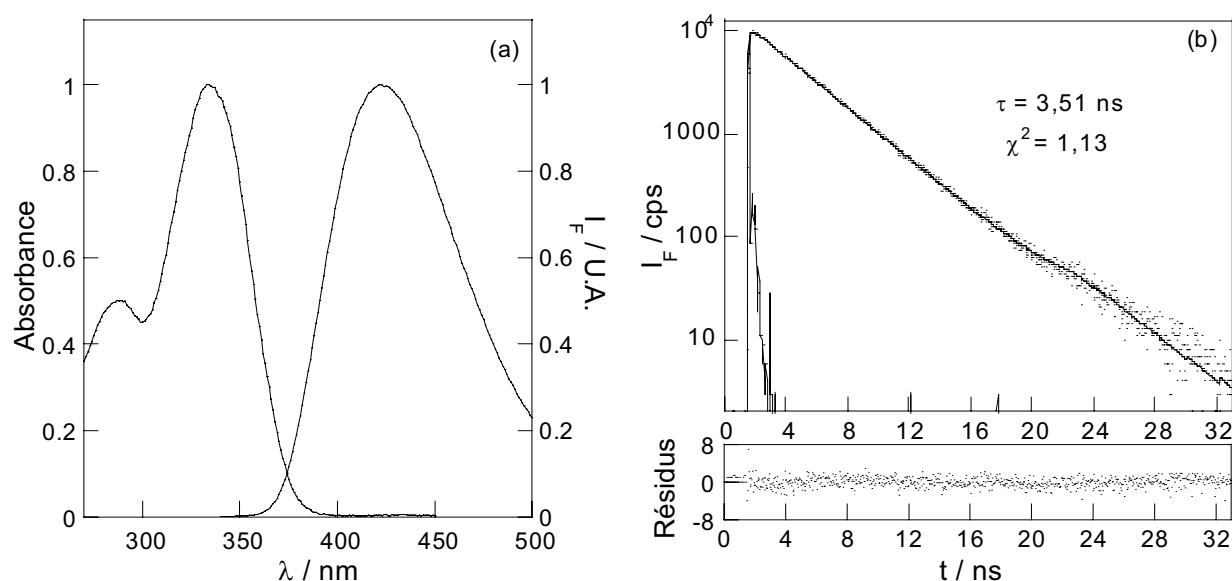 (a)
Absorbance
1
0.8
0.6
0.4
0.2
0
300
350
400
450
500
λ / nm
1
0.8
0.6
0.4
0.2
0
I_F / U.A.
(b)
10^4
1000
100
10
I_F / cps
τ = 3,51 ns
χ^2 = 1,13
0 4 8 12 16 20 24 28 32
8
0
-8
Résidus
0 4 8 12 16 20 24 28 32
t / ns